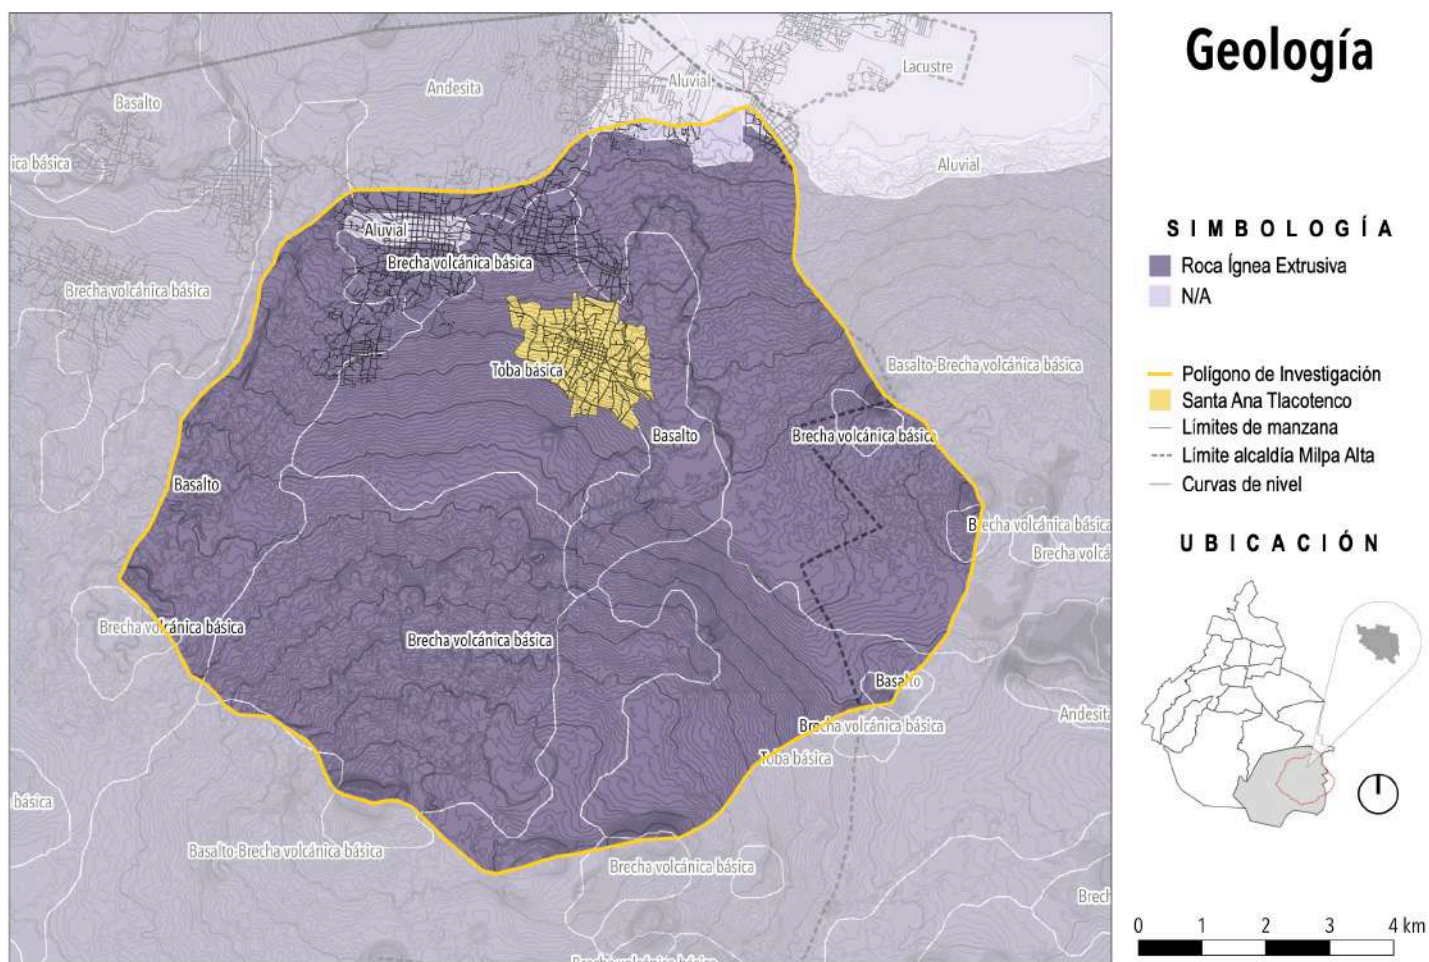 Geología
Lacustre
Aluvial
Andesita
Basalto
ica básica
Aluvial
Aluvial
Brecha volcánica básica
Brecha volcánica básica
Basalto-Brecha volcánica básica
Toba básica
Basalto
Brecha volcánica básica
Basalto
Brecha volcánica básica
Brecha volcá
Brecha volcánica básica
Brecha volcánica básica
Basalto
Andesita
Brecha volcánica básica
Toba básica
básica
Basalto-Brecha volcánica básica
Brecha volcánica básica
Brech
Brecha volcánica básica
SIMBOLOGÍA
Roca Ígnea Extrusiva
N/A
Polígono de Investigación
Santa Ana Tlacotenco
Límites de manzana
Límite alcaldía Milpa Alta
Curvas de nivel
UBICACIÓN
0 1 2 3 4 km